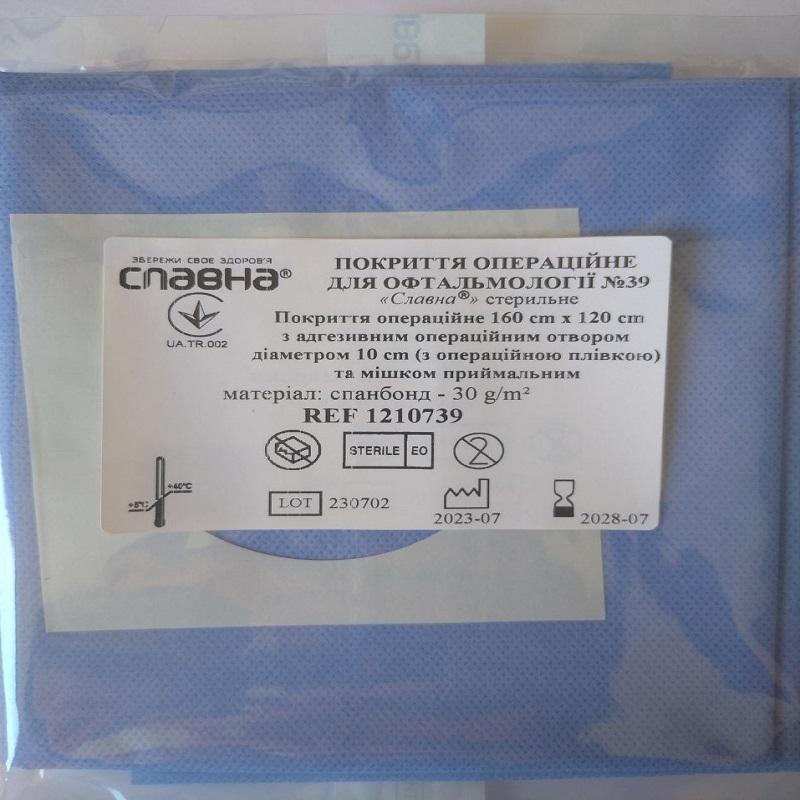 ЗБЕРЕЖИ СВОЄ ЗДОРОВ'Я
СЛАВНА®
UA.TR.002
ПОКРИТТЯ ОПЕРАЦІЙНЕ
ДЛЯ ОФТАЛЬМОЛОГІЇ №39
«Славна®» стерильне
Покриття операційне 160 cm x 120 cm
з адгезивним операційним отвором
діаметром 10 cm (з операційною плівкою)
та мішком приймальним
матеріал: спанбонд - 30 g/m²
REF 1210739
STERILE EO
2
+40°C
+5°C
LOT 230702
2023-07
2028-07